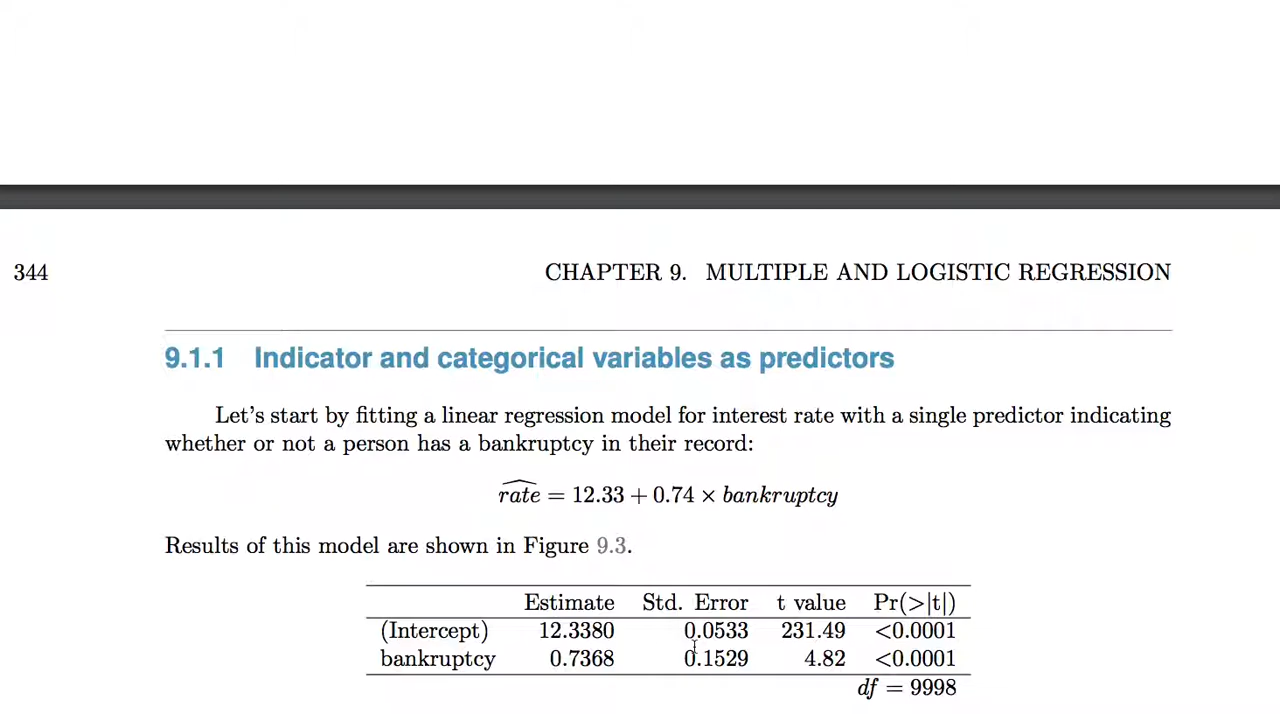 344 CHAPTER 9. MULTIPLE AND LOGISTIC REGRESSION
9.1.1 Indicator and categorical variables as predictors
Let's start by fitting a linear regression model for interest rate with a single predictor indicating
whether or not a person has a bankruptcy in their record:
r̂ate = 12.33 + 0.74 × bankruptcy
Results of this model are shown in Figure 9.3.
Estimate Std. Error t value Pr(>|t|)
(Intercept) 12.3380 0.0533 231.49 <0.0001
bankruptcy 0.7368 0.1529 4.82 <0.0001
df = 9998